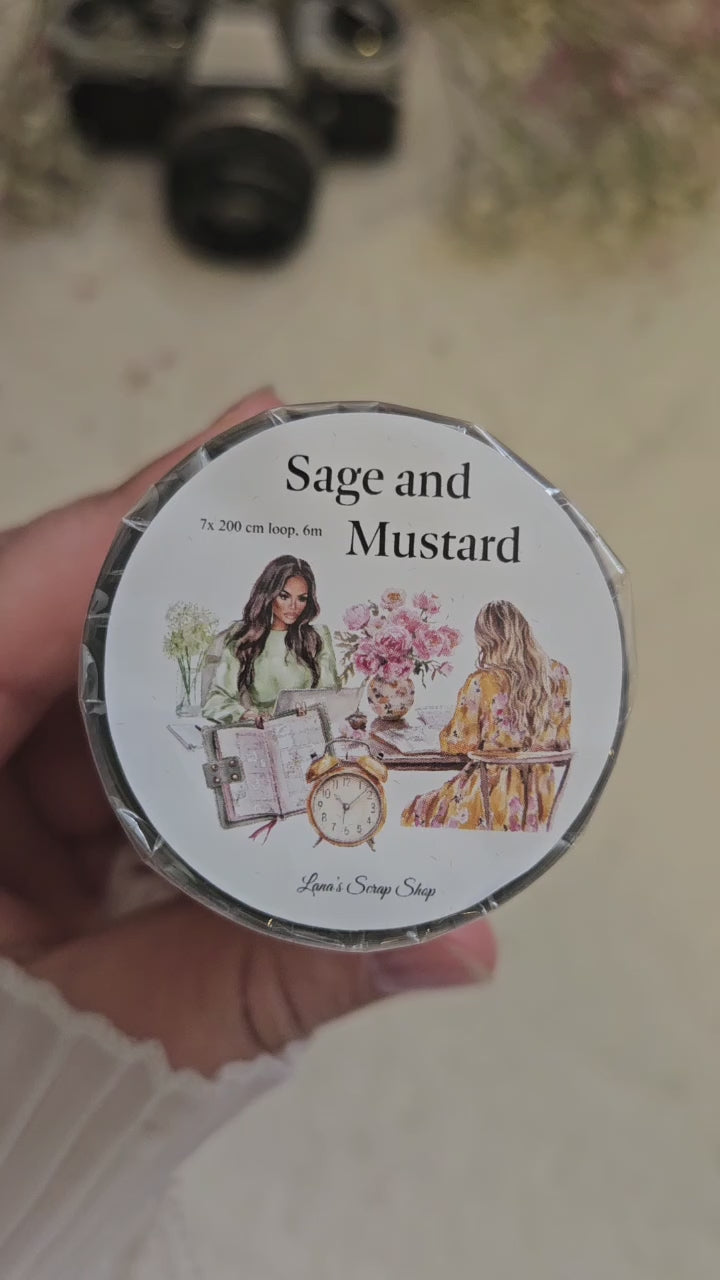 Sage and
7x 200 cm loop, 6m
Mustard
Lana's Scrap Shop